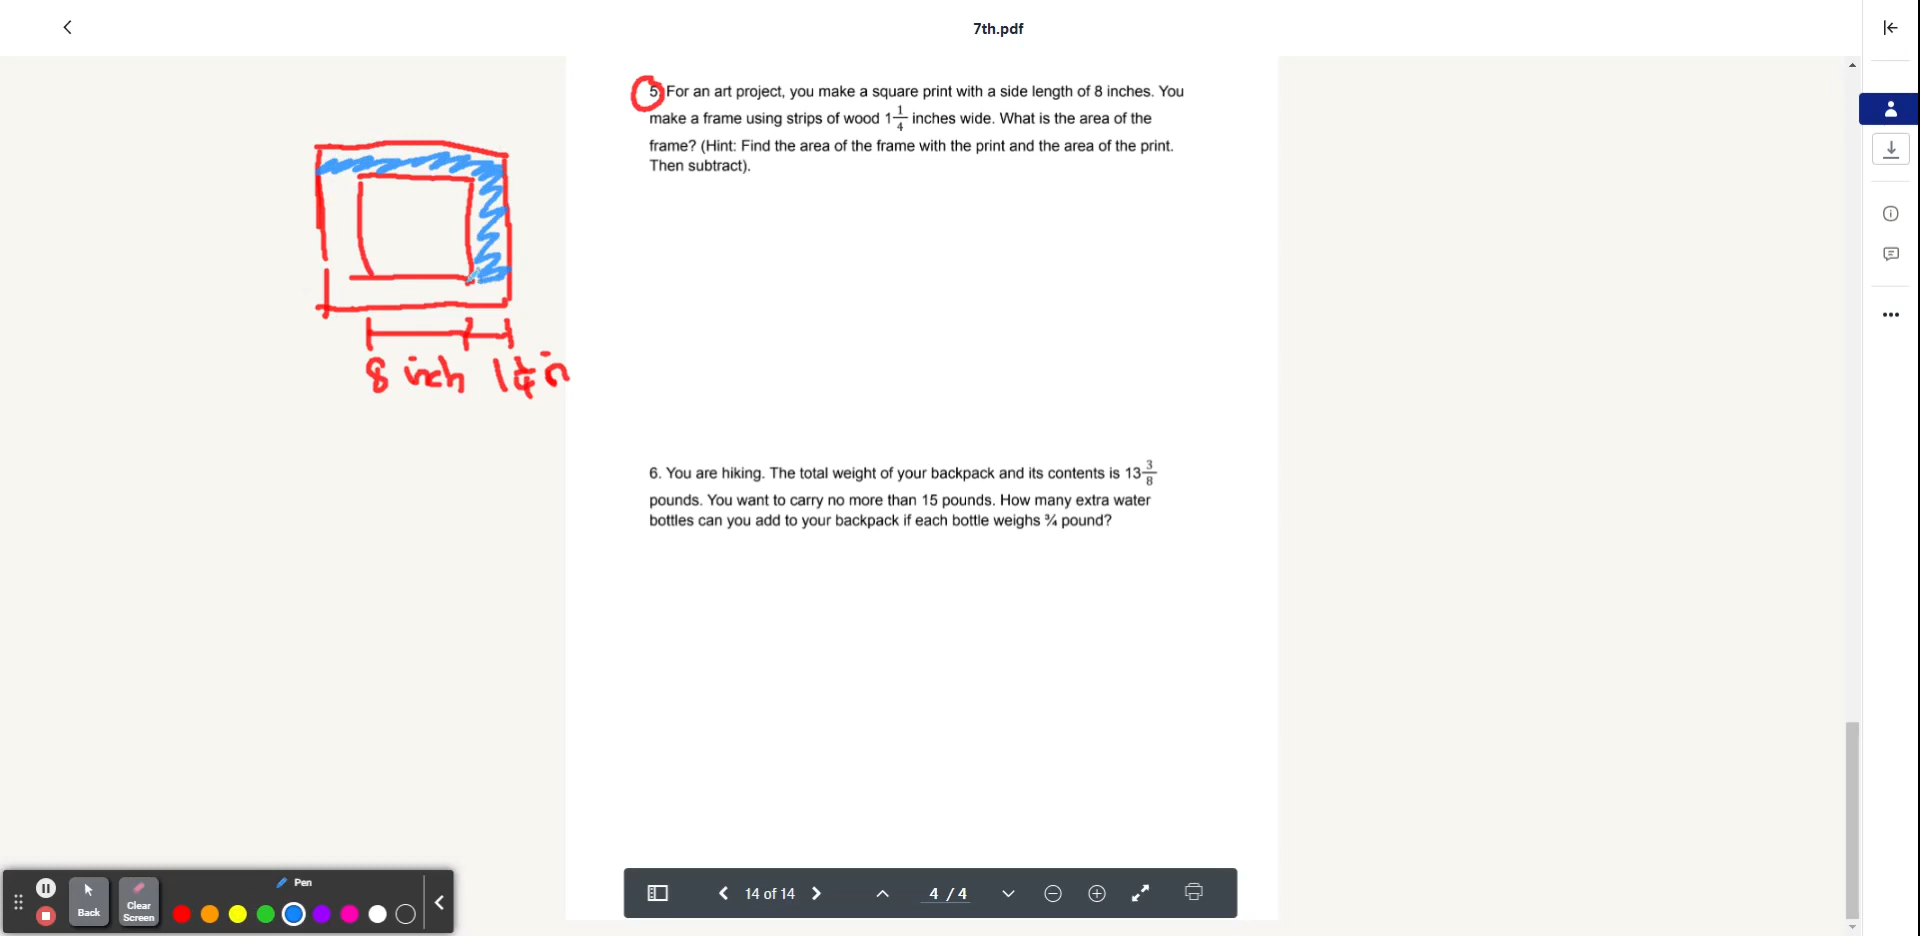 7th.pdf
5. For an art project, you make a square print with a side length of 8 inches. You
make a frame using strips of wood 1 1/4 inches wide. What is the area of the
frame? (Hint: Find the area of the frame with the print and the area of the print.
Then subtract).
8 inch 1 1/4 in
6. You are hiking. The total weight of your backpack and its contents is 13 3/8
pounds. You want to carry no more than 15 pounds. How many extra water
bottles can you add to your backpack if each bottle weighs ¾ pound?
Pen
Back
Clear
Screen
14 of 14
4 / 4